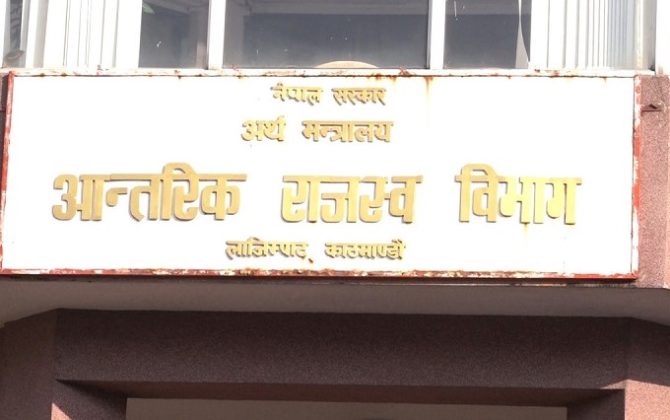 नेपाल सरकार
अर्थ मन्त्रालय
आन्तरिक राजस्व विभाग
लाजिम्पाट् काठमाण्डौ